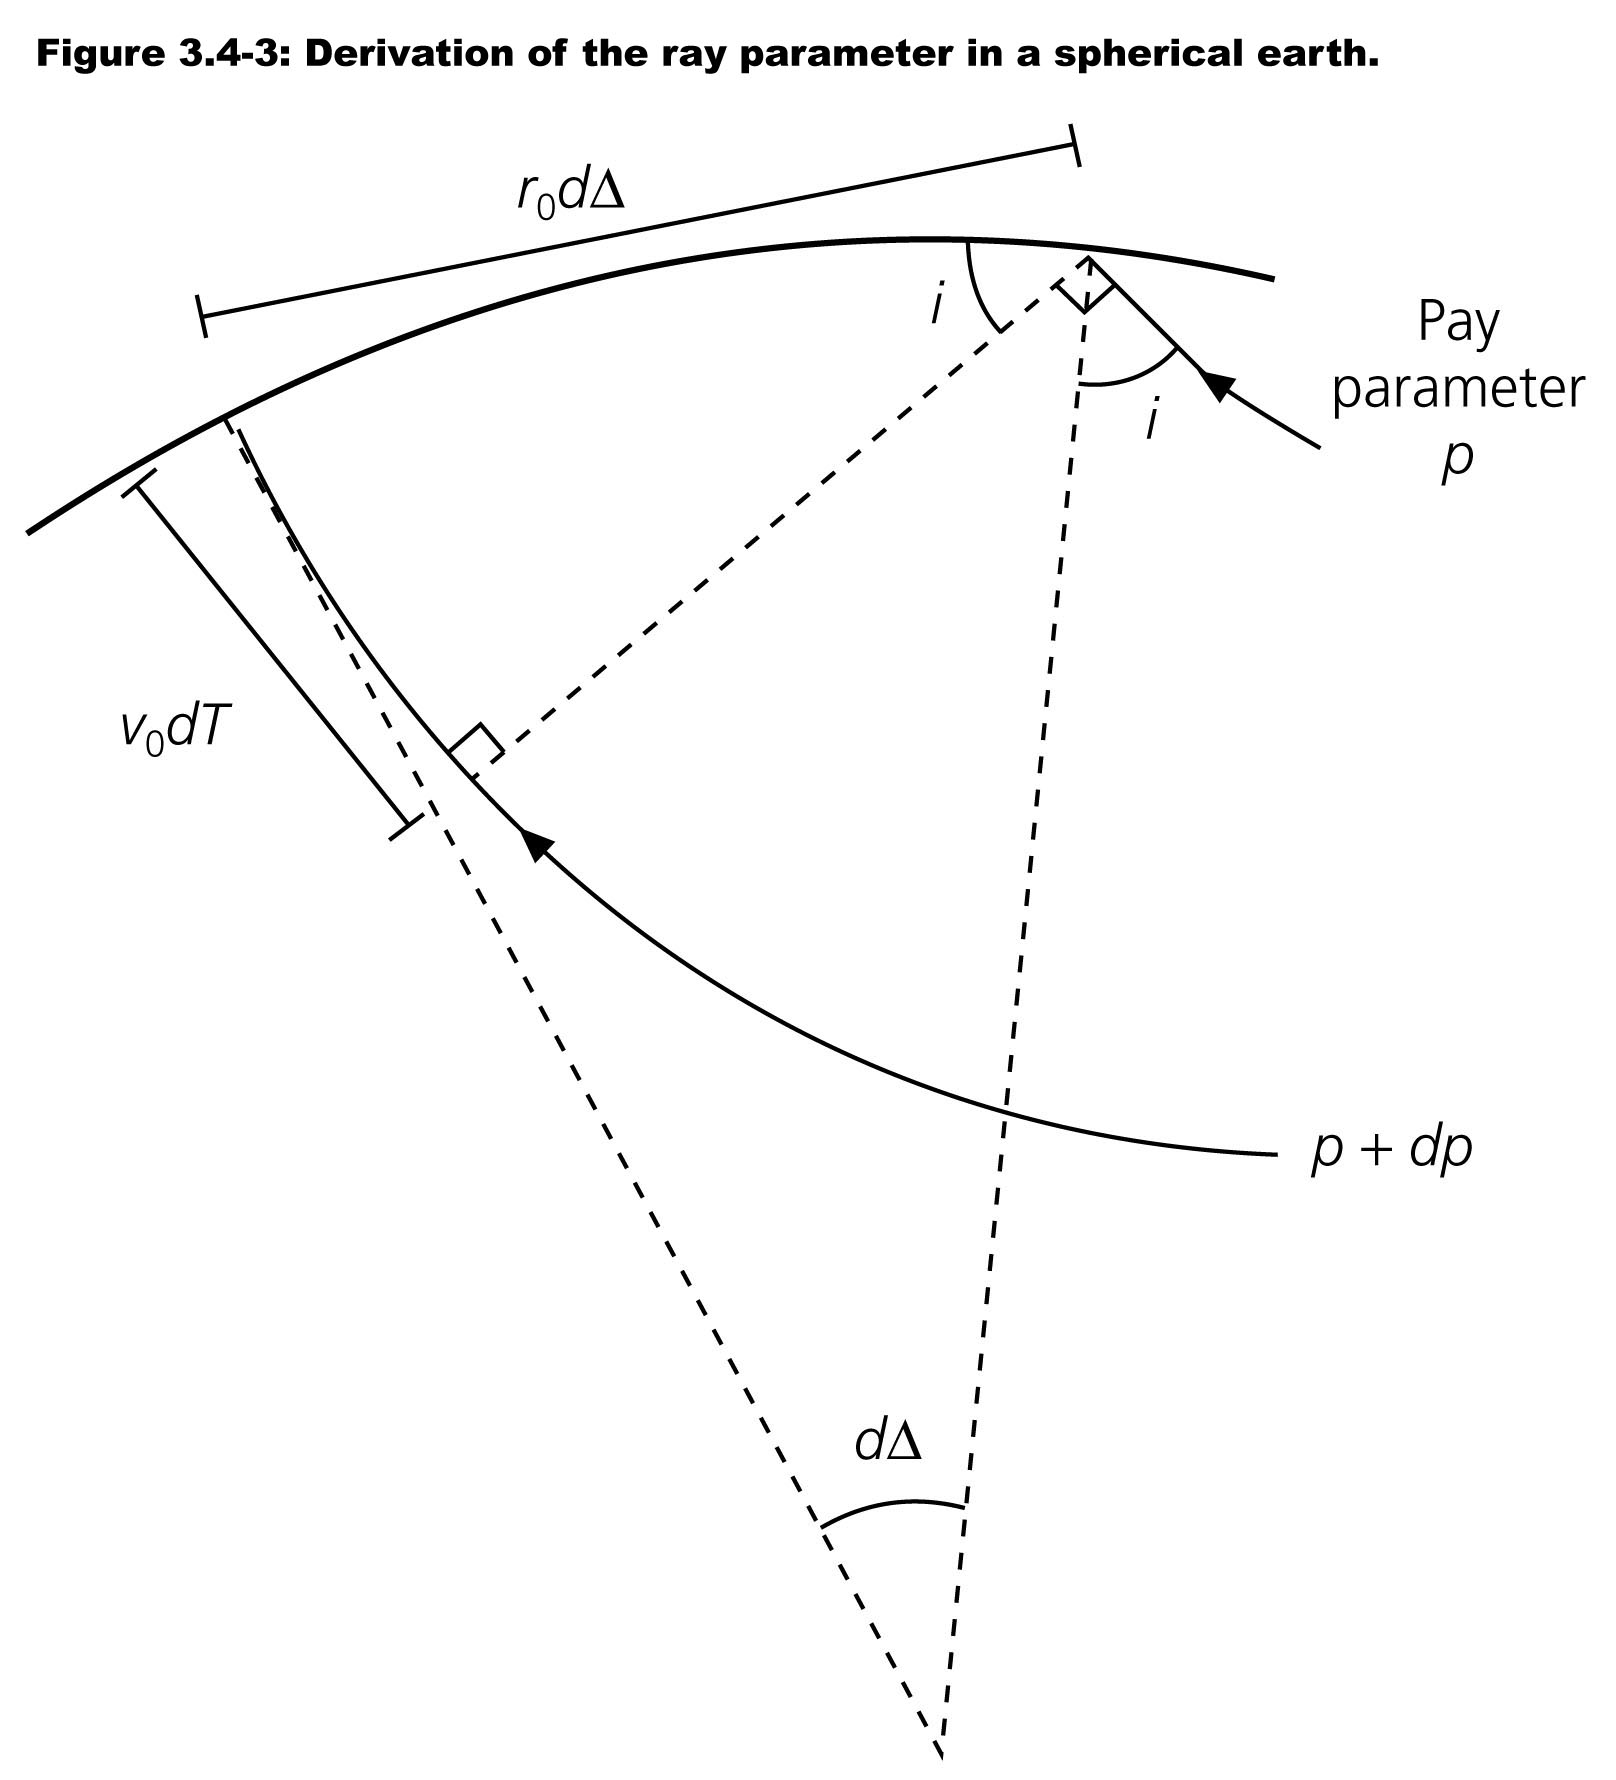 Figure 3.4-3: Derivation of the ray parameter in a spherical earth.
r₀dΔ
i
Pay
parameter
p
i
v₀dT
p + dp
dΔ